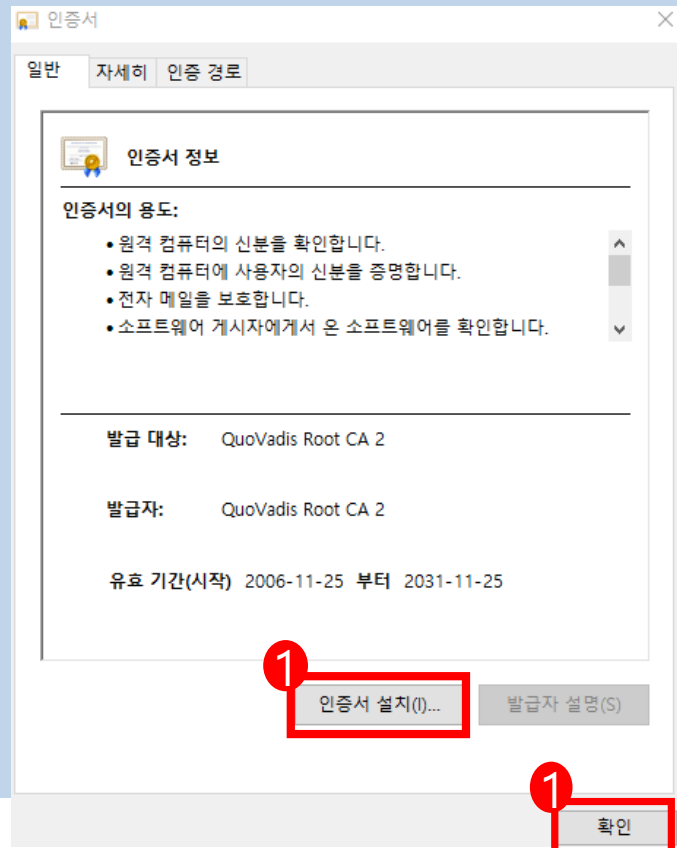 인증서
일반 자세히 인증 경로
인증서 정보
인증서의 용도:
• 원격 컴퓨터의 신분을 확인합니다.
• 원격 컴퓨터에 사용자의 신분을 증명합니다.
• 전자 메일을 보호합니다.
• 소프트웨어 게시자에게서 온 소프트웨어를 확인합니다.
발급 대상: QuoVadis Root CA 2
발급자: QuoVadis Root CA 2
유효 기간(시작) 2006-11-25 부터 2031-11-25
1
인증서 설치(I)... 발급자 설명(S)
1
확인